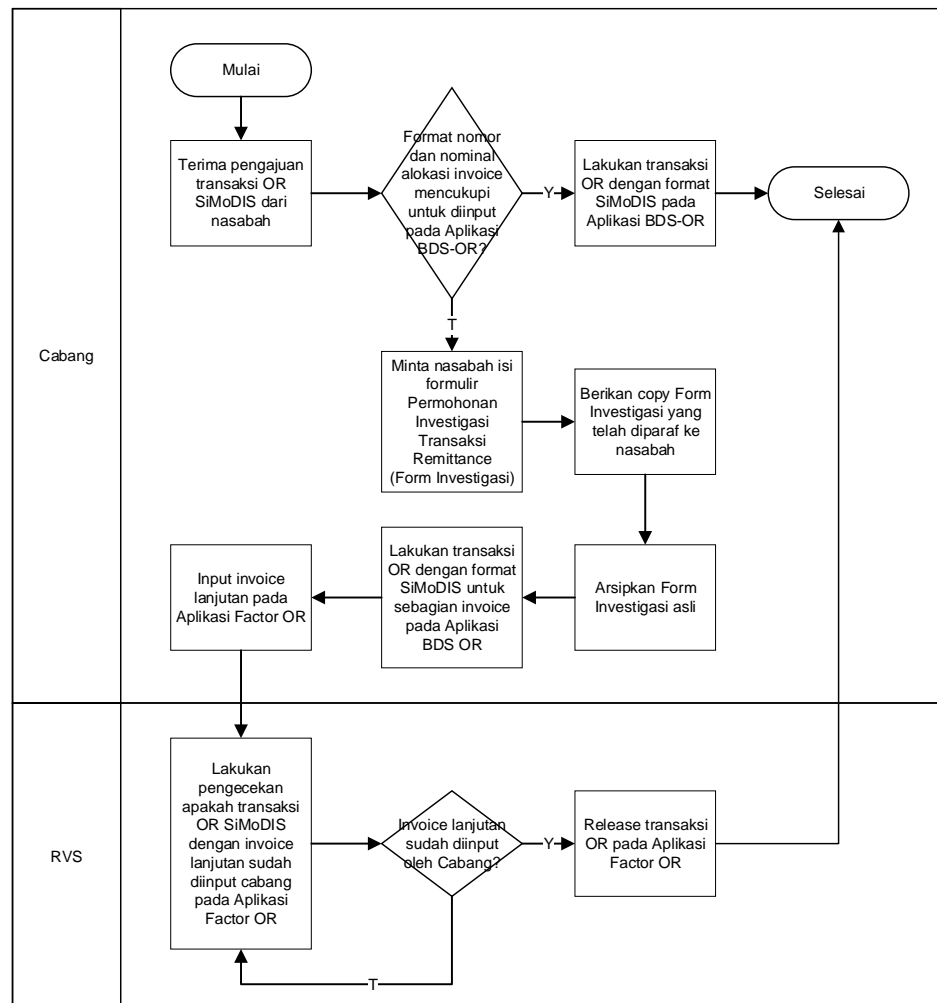 Cabang
Mulai
Terima pengajuan
transaksi OR
SiMoDIS dari
nasabah
Format nomor
dan nominal
alokasi invoice
mencukupi
untuk diinput
pada Aplikasi
BDS-OR?
Y
Lakukan transaksi
OR dengan format
SiMoDIS pada
Aplikasi BDS-OR
Selesai
T
Minta nasabah isi
formulir
Permohonan
Investigasi
Transaksi
Remittance
(Form Investigasi)
Berikan copy Form
Investigasi yang
telah diparaf ke
nasabah
Arsipkan Form
Investigasi asli
Lakukan transaksi
OR dengan format
SiMoDIS untuk
sebagian invoice
pada Aplikasi
BDS OR
Input invoice
lanjutan pada
Aplikasi Factor OR
RVS
Lakukan
pengecekan
apakah transaksi
OR SiMoDIS
dengan invoice
lanjutan sudah
diinput cabang
pada Aplikasi
Factor OR
Invoice lanjutan
sudah diinput
oleh Cabang?
Y
Release transaksi
OR pada Aplikasi
Factor OR
T